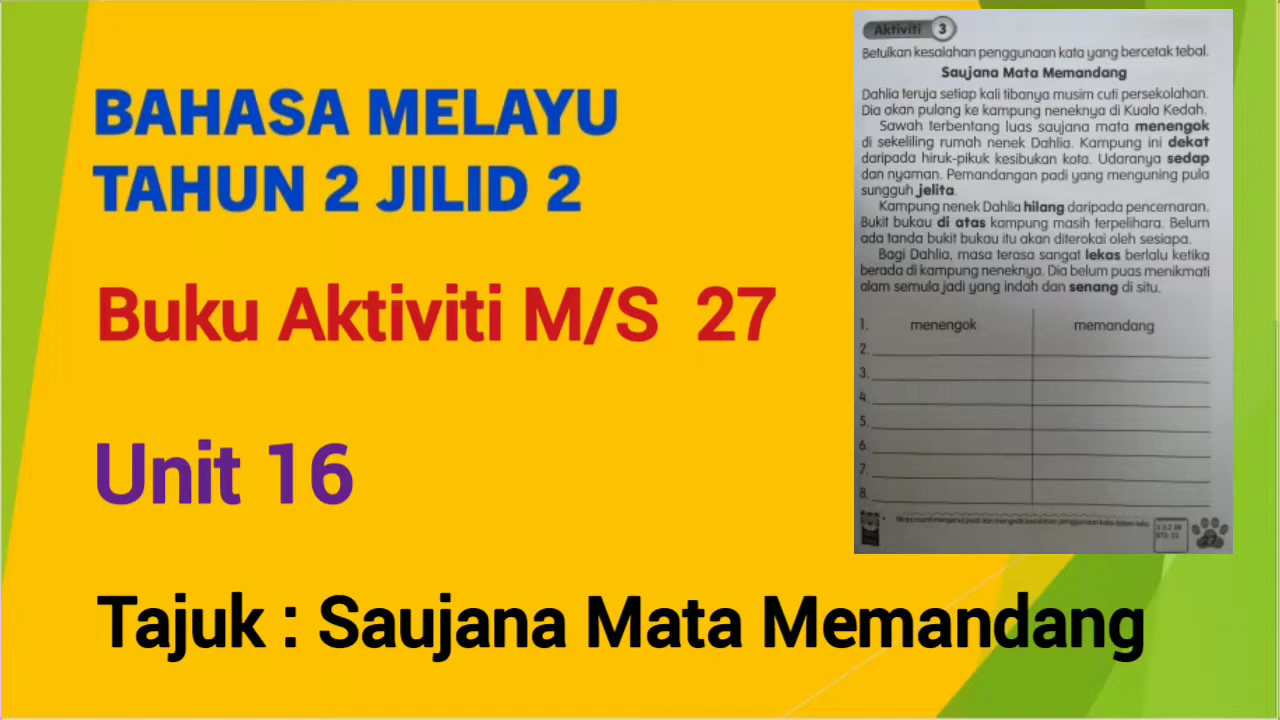 BAHASA MELAYU
TAHUN 2 JILID 2
Buku Aktiviti M/S 27
Unit 16
Tajuk : Saujana Mata Memandang
Aktiviti 3
Betulkan kesalahan penggunaan kata yang bercetak tebal.
Saujana Mata Memandang
Dahlia teruja setiap kali tibanya musim cuti persekolahan.
Dia akan pulang ke kampung neneknya di Kuala Kedah.
Sawah terbentang luas saujana mata menengok
di sekeliling rumah nenek Dahlia. Kampung ini dekat
daripada hiruk-pikuk kesibukan kota. Udaranya sedap
dan nyaman. Pemandangan padi yang menguning pula
sungguh jelita.
Kampung nenek Dahlia hilang daripada pencemaran.
Bukit bukau di atas kampung masih terpelihara. Belum
ada tanda bukit bukau itu akan diterokai oleh sesiapa.
Bagi Dahlia, masa terasa sangat lekas berlalu ketika
berada di kampung neneknya. Dia belum puas menikmati
alam semula jadi yang indah dan senang di situ.
1. menengok memandang
2.
3.
4.
5.
6.
7.
8.
27